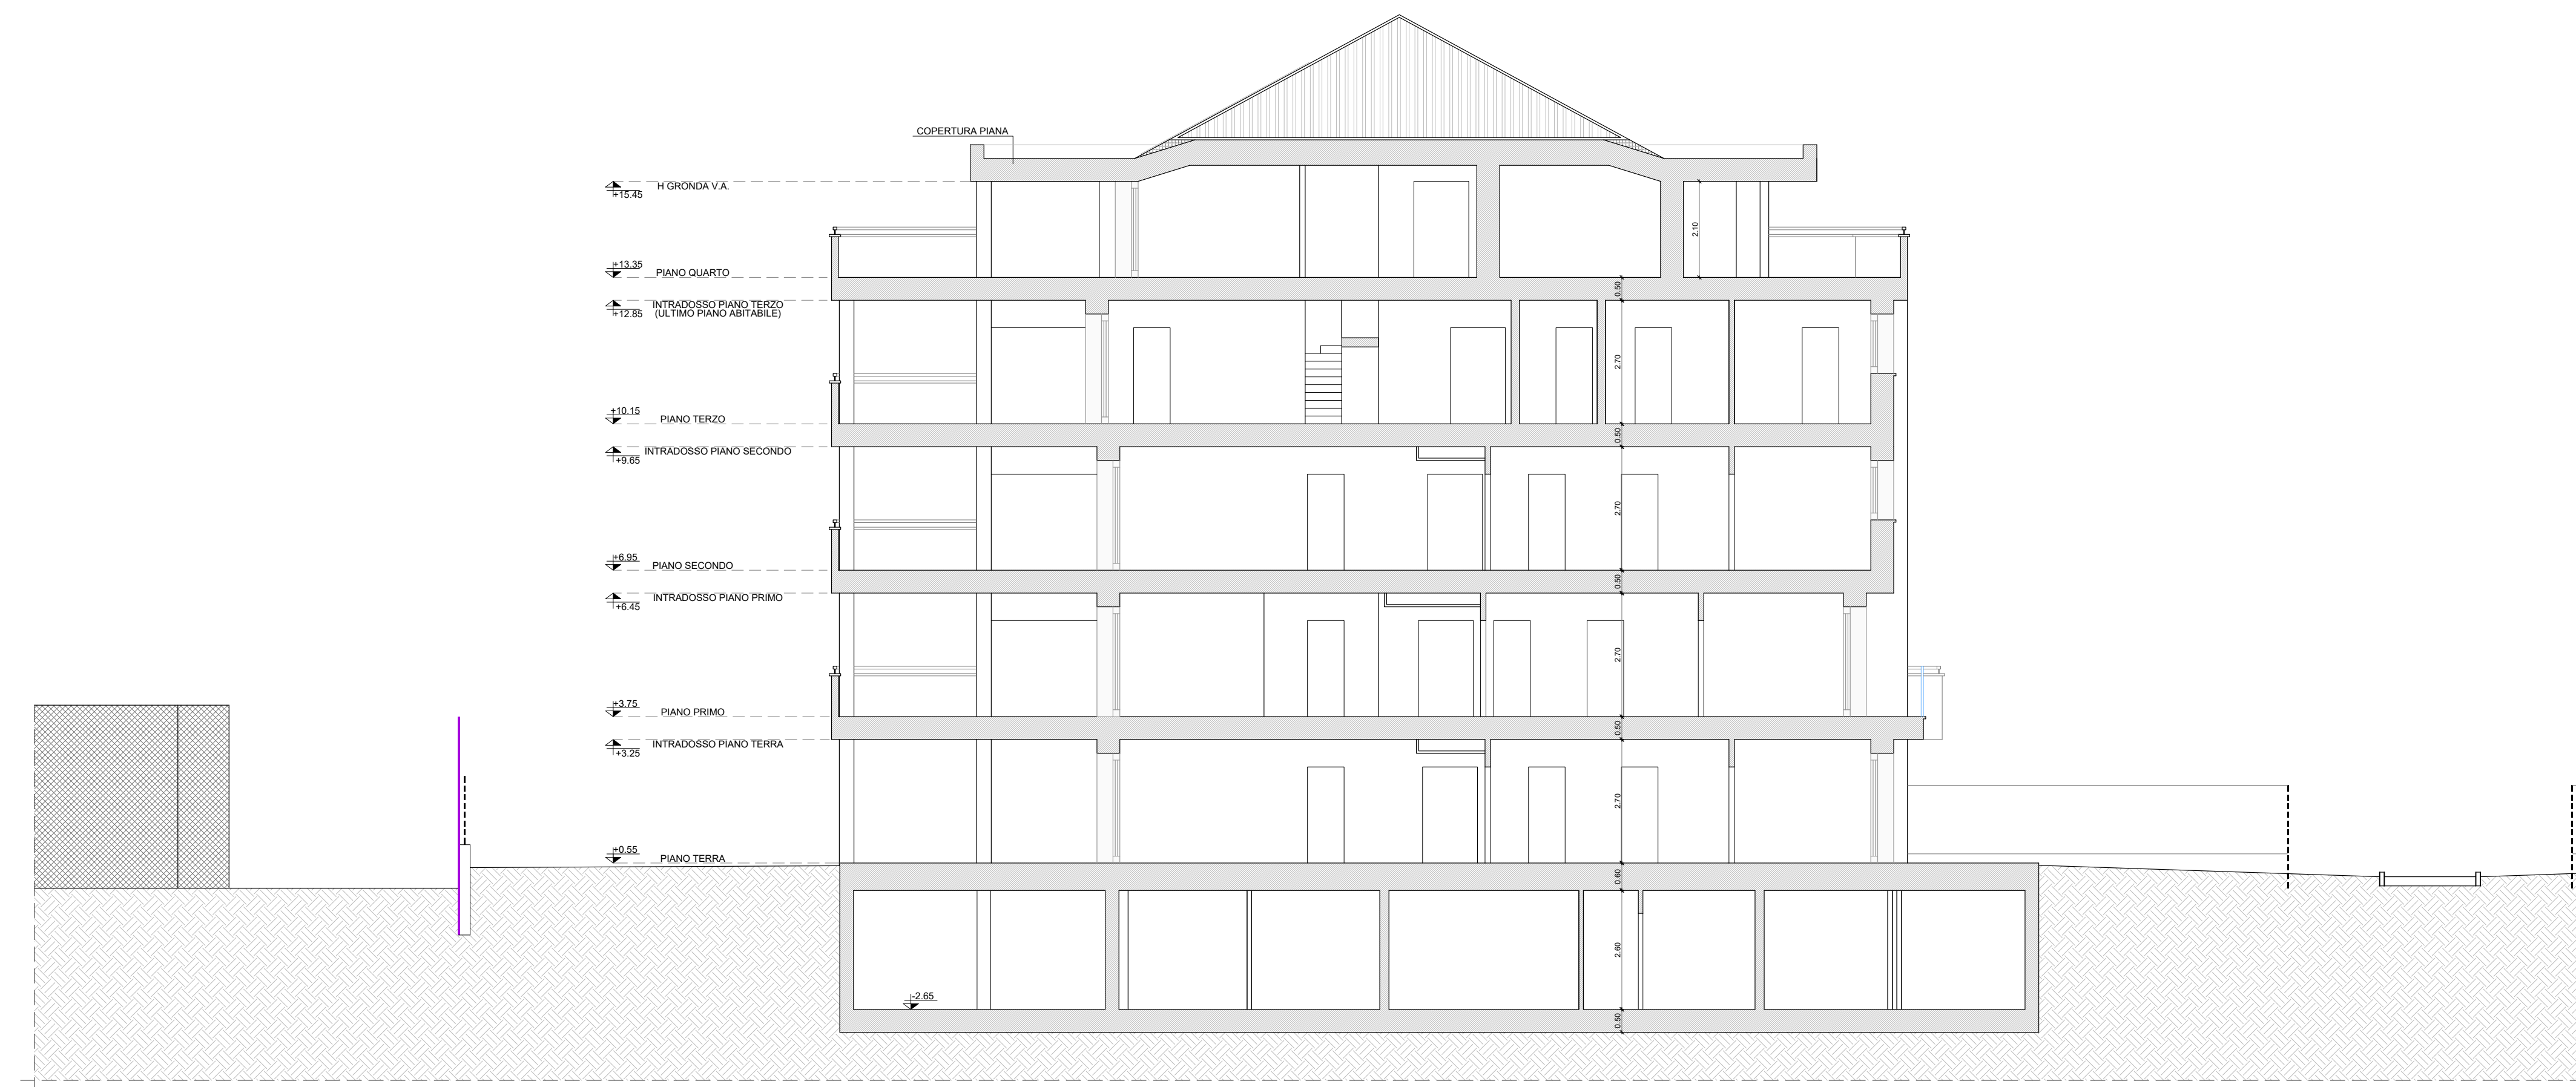 COPERTURA PIANA
H GRONDA V.A.
+15.45
2.10
+13.35
PIANO QUARTO
0.50
INTRADOSSO PIANO TERZO
+12.85 (ULTIMO PIANO ABITABILE)
2.70
+10.15
PIANO TERZO
0.50
INTRADOSSO PIANO SECONDO
+9.65
2.70
+6.95
PIANO SECONDO
0.50
INTRADOSSO PIANO PRIMO
+6.45
2.70
+3.75
PIANO PRIMO
0.50
INTRADOSSO PIANO TERRA
+3.25
2.70
+0.55
PIANO TERRA
0.60
2.60
-2.65
0.50